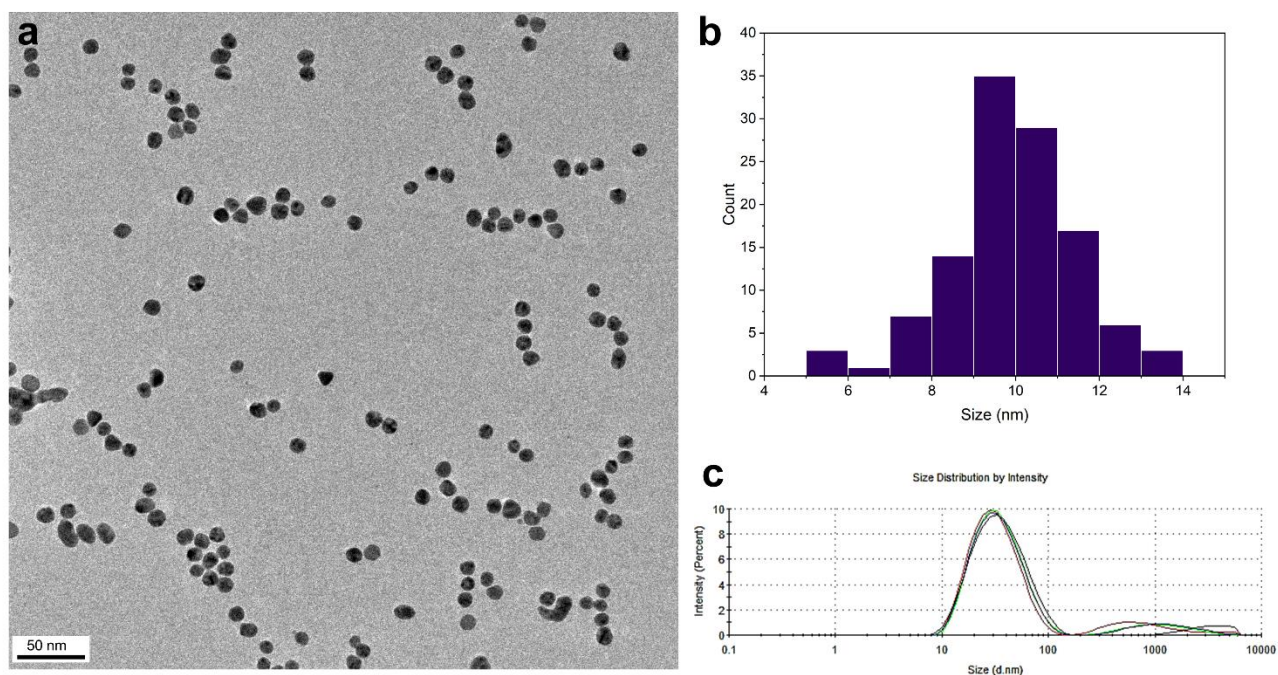 a
50 nm
b
40
35
30
25
20
15
10
5
0
Count
4 6 8 10 12 14
Size (nm)
c
Size Distribution by Intensity
10
8
6
4
2
0
Intensity (Percent)
0.1 1 10 100 1000 10000
Size (d.nm)